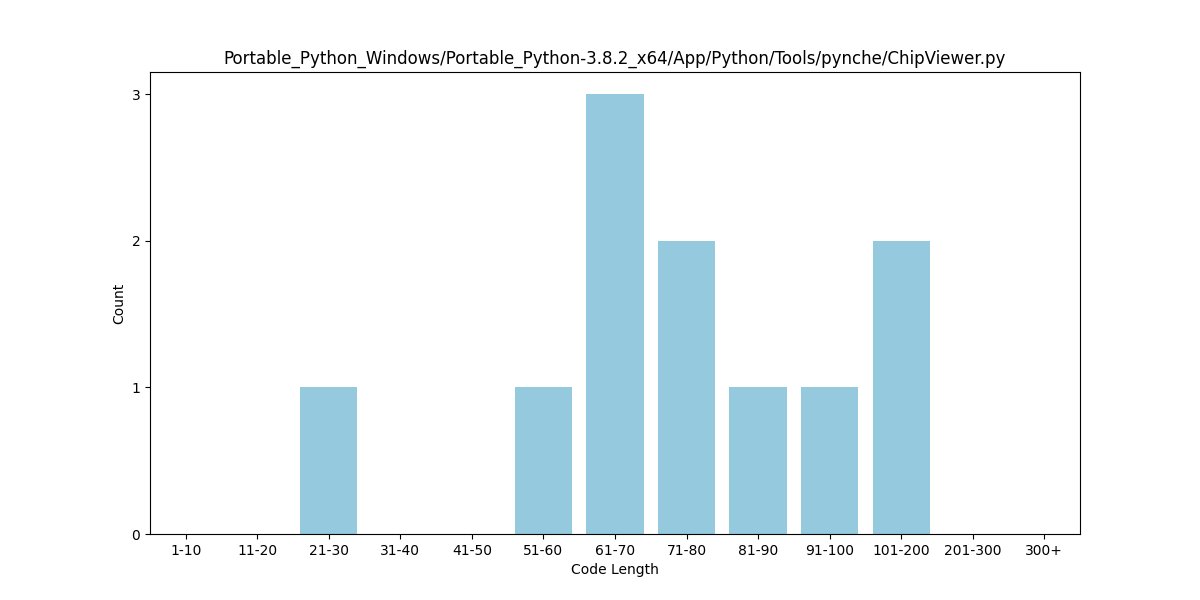 Portable_Python_Windows/Portable_Python-3.8.2_x64/App/Python/Tools/pynche/ChipViewer.py
3
2
1
0
Count
1-10 11-20 21-30 31-40 41-50 51-60 61-70 71-80 81-90 91-100 101-200 201-300 300+
Code Length